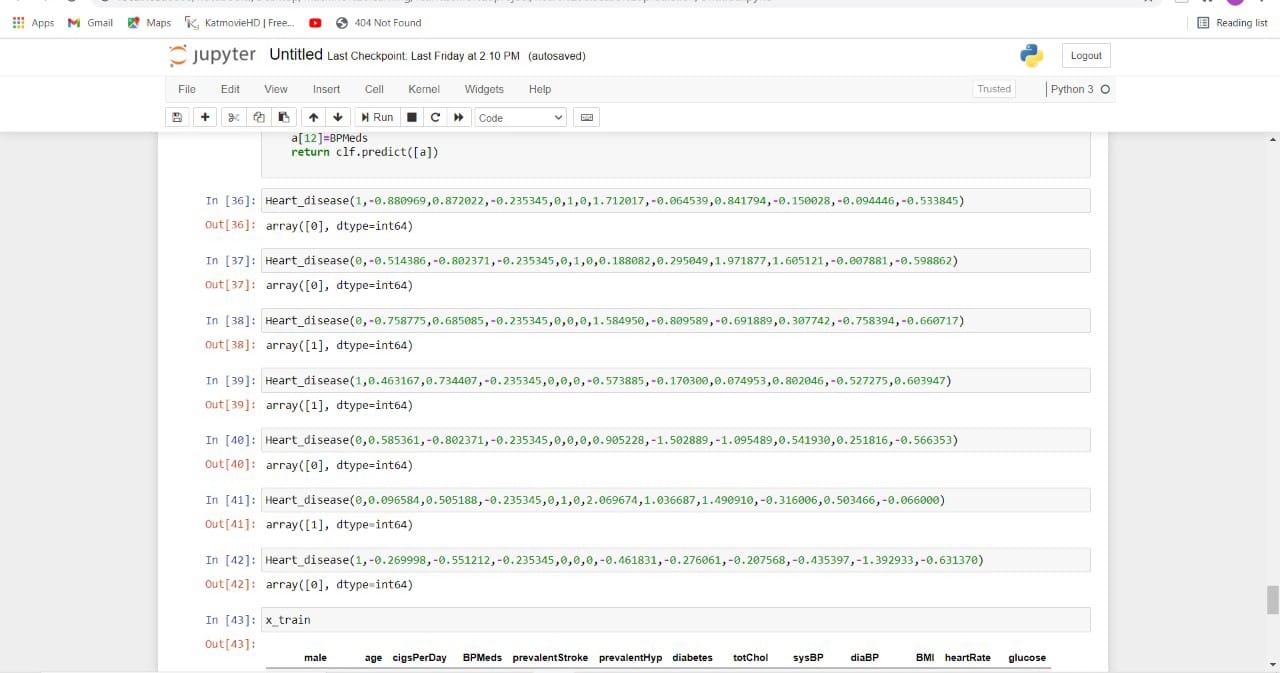 Apps Gmail Maps KatmovieHD | Free... 404 Not Found Reading list
jupyter Untitled Last Checkpoint: Last Friday at 2:10 PM (autosaved) Logout
File Edit View Insert Cell Kernel Widgets Help Trusted Python 3
Run Code
a[12]=BPMeds
return clf.predict([a])
In [36]: Heart_disease(1,-0.880969,0.872022,-0.235345,0,1,0,1.712017,-0.064539,0.841794,-0.150028,-0.094446,-0.533845)
Out[36]: array([0], dtype=int64)
In [37]: Heart_disease(0,-0.514386,-0.802371,-0.235345,0,1,0,0.188082,0.295049,1.971877,1.605121,-0.007881,-0.598862)
Out[37]: array([0], dtype=int64)
In [38]: Heart_disease(0,-0.758775,0.685085,-0.235345,0,0,0,1.584950,-0.809589,-0.691889,0.307742,-0.758394,-0.660717)
Out[38]: array([1], dtype=int64)
In [39]: Heart_disease(1,0.463167,0.734407,-0.235345,0,0,0,-0.573885,-0.170300,0.074953,0.802046,-0.527275,0.603947)
Out[39]: array([1], dtype=int64)
In [40]: Heart_disease(0,0.585361,-0.802371,-0.235345,0,0,0,0.905228,-1.502889,-1.095489,0.541930,0.251816,-0.566353)
Out[40]: array([0], dtype=int64)
In [41]: Heart_disease(0,0.096584,0.505188,-0.235345,0,1,0,2.069674,1.036687,1.490910,-0.316006,0.503466,-0.066000)
Out[41]: array([1], dtype=int64)
In [42]: Heart_disease(1,-0.269998,-0.551212,-0.235345,0,0,0,-0.461831,-0.276061,-0.207568,-0.435397,-1.392933,-0.631370)
Out[42]: array([0], dtype=int64)
In [43]: x_train
Out[43]:
male age cigsPerDay BPMeds prevalentStroke prevalentHyp diabetes totChol sysBP diaBP BMI heartRate glucose